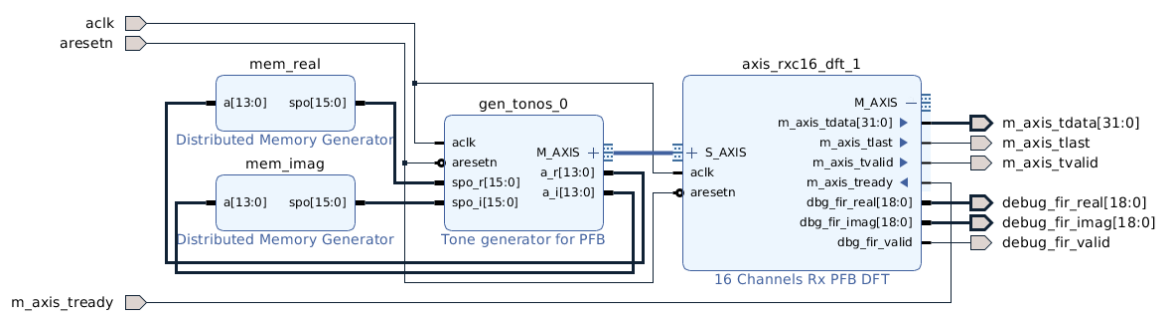 aclk
aresetn
mem_real
a[13:0] spo[15:0]
Distributed Memory Generator
mem_imag
a[13:0] spo[15:0]
Distributed Memory Generator
gen_tonos_0
aclk
aresetn
spo_r[15:0]
spo_i[15:0]
M_AXIS
a_r[13:0]
a_i[13:0]
Tone generator for PFB
axis_rxc16_dft_1
S_AXIS
aclk
aresetn
M_AXIS
m_axis_tdata[31:0]
m_axis_tlast
m_axis_tvalid
m_axis_tready
dbg_fir_real[18:0]
dbg_fir_imag[18:0]
dbg_fir_valid
16 Channels Rx PFB DFT
m_axis_tdata[31:0]
m_axis_tlast
m_axis_tvalid
debug_fir_real[18:0]
debug_fir_imag[18:0]
debug_fir_valid
m_axis_tready